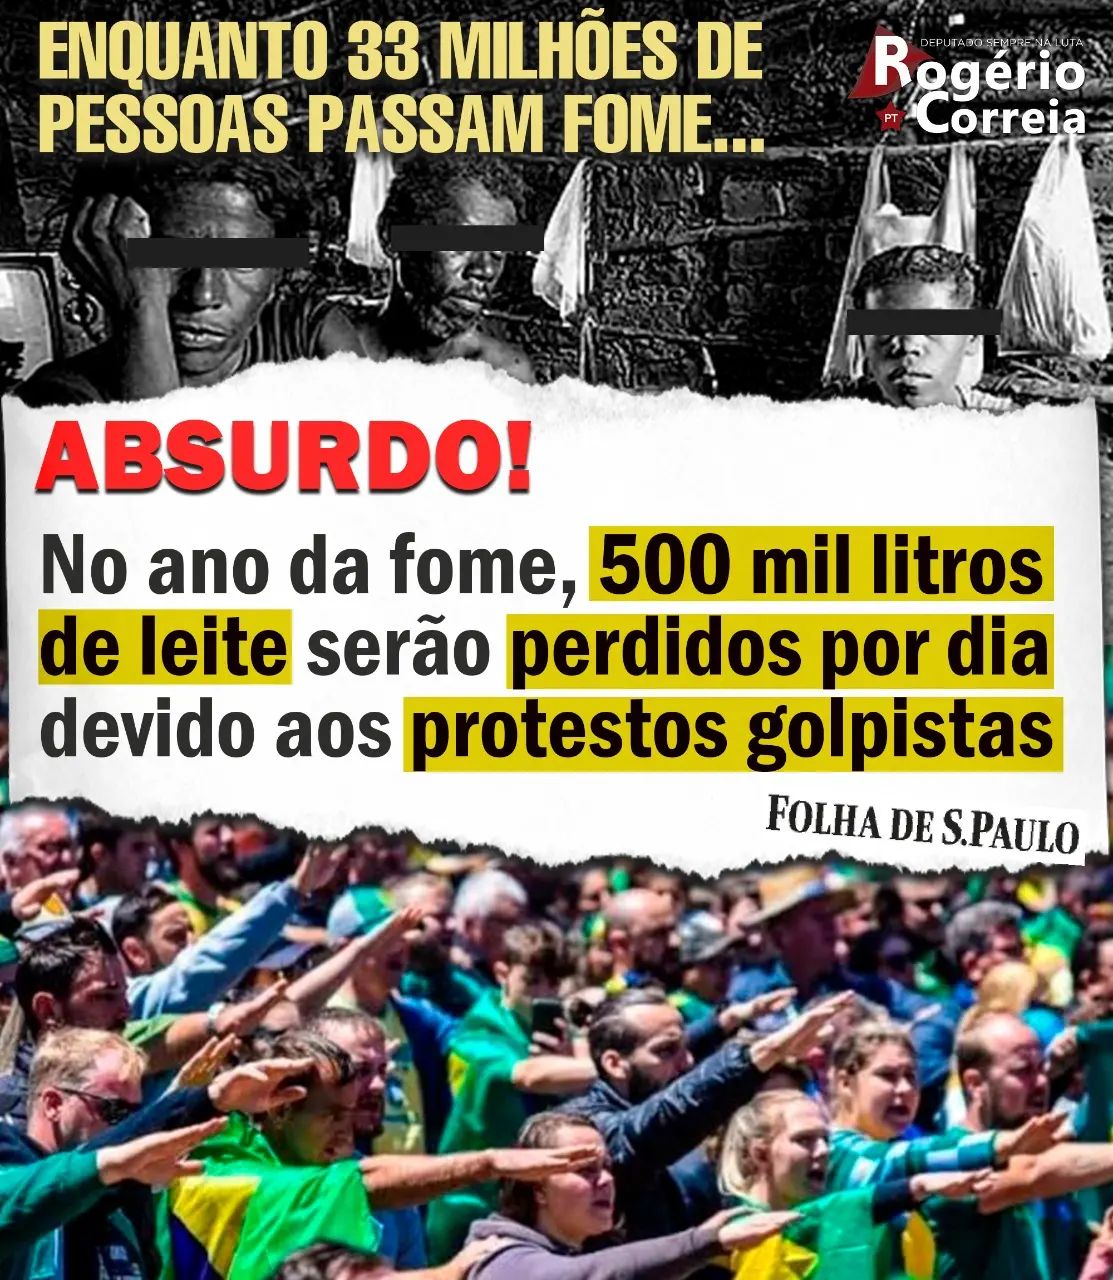 ENQUANTO 33 MILHÕES DE
PESSOAS PASSAM FOME...
DEPUTADO SEMPRE NA LUTA
Rogério
PT Correia
ABSURDO!
No ano da fome, 500 mil litros
de leite serão perdidos por dia
devido aos protestos golpistas
FOLHA DE S.PAULO